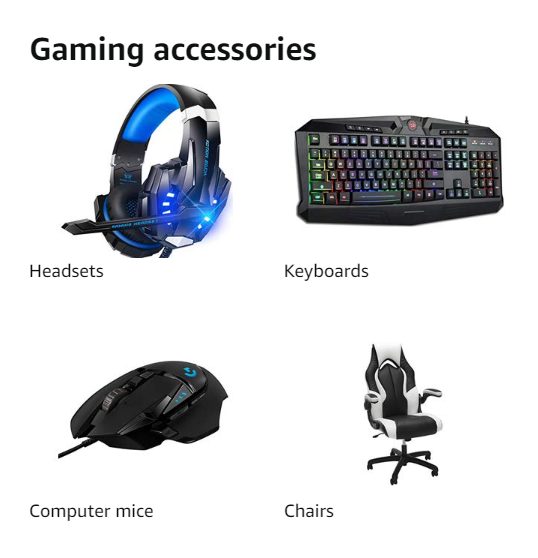 Gaming accessories
Headsets
Keyboards
Computer mice
Chairs